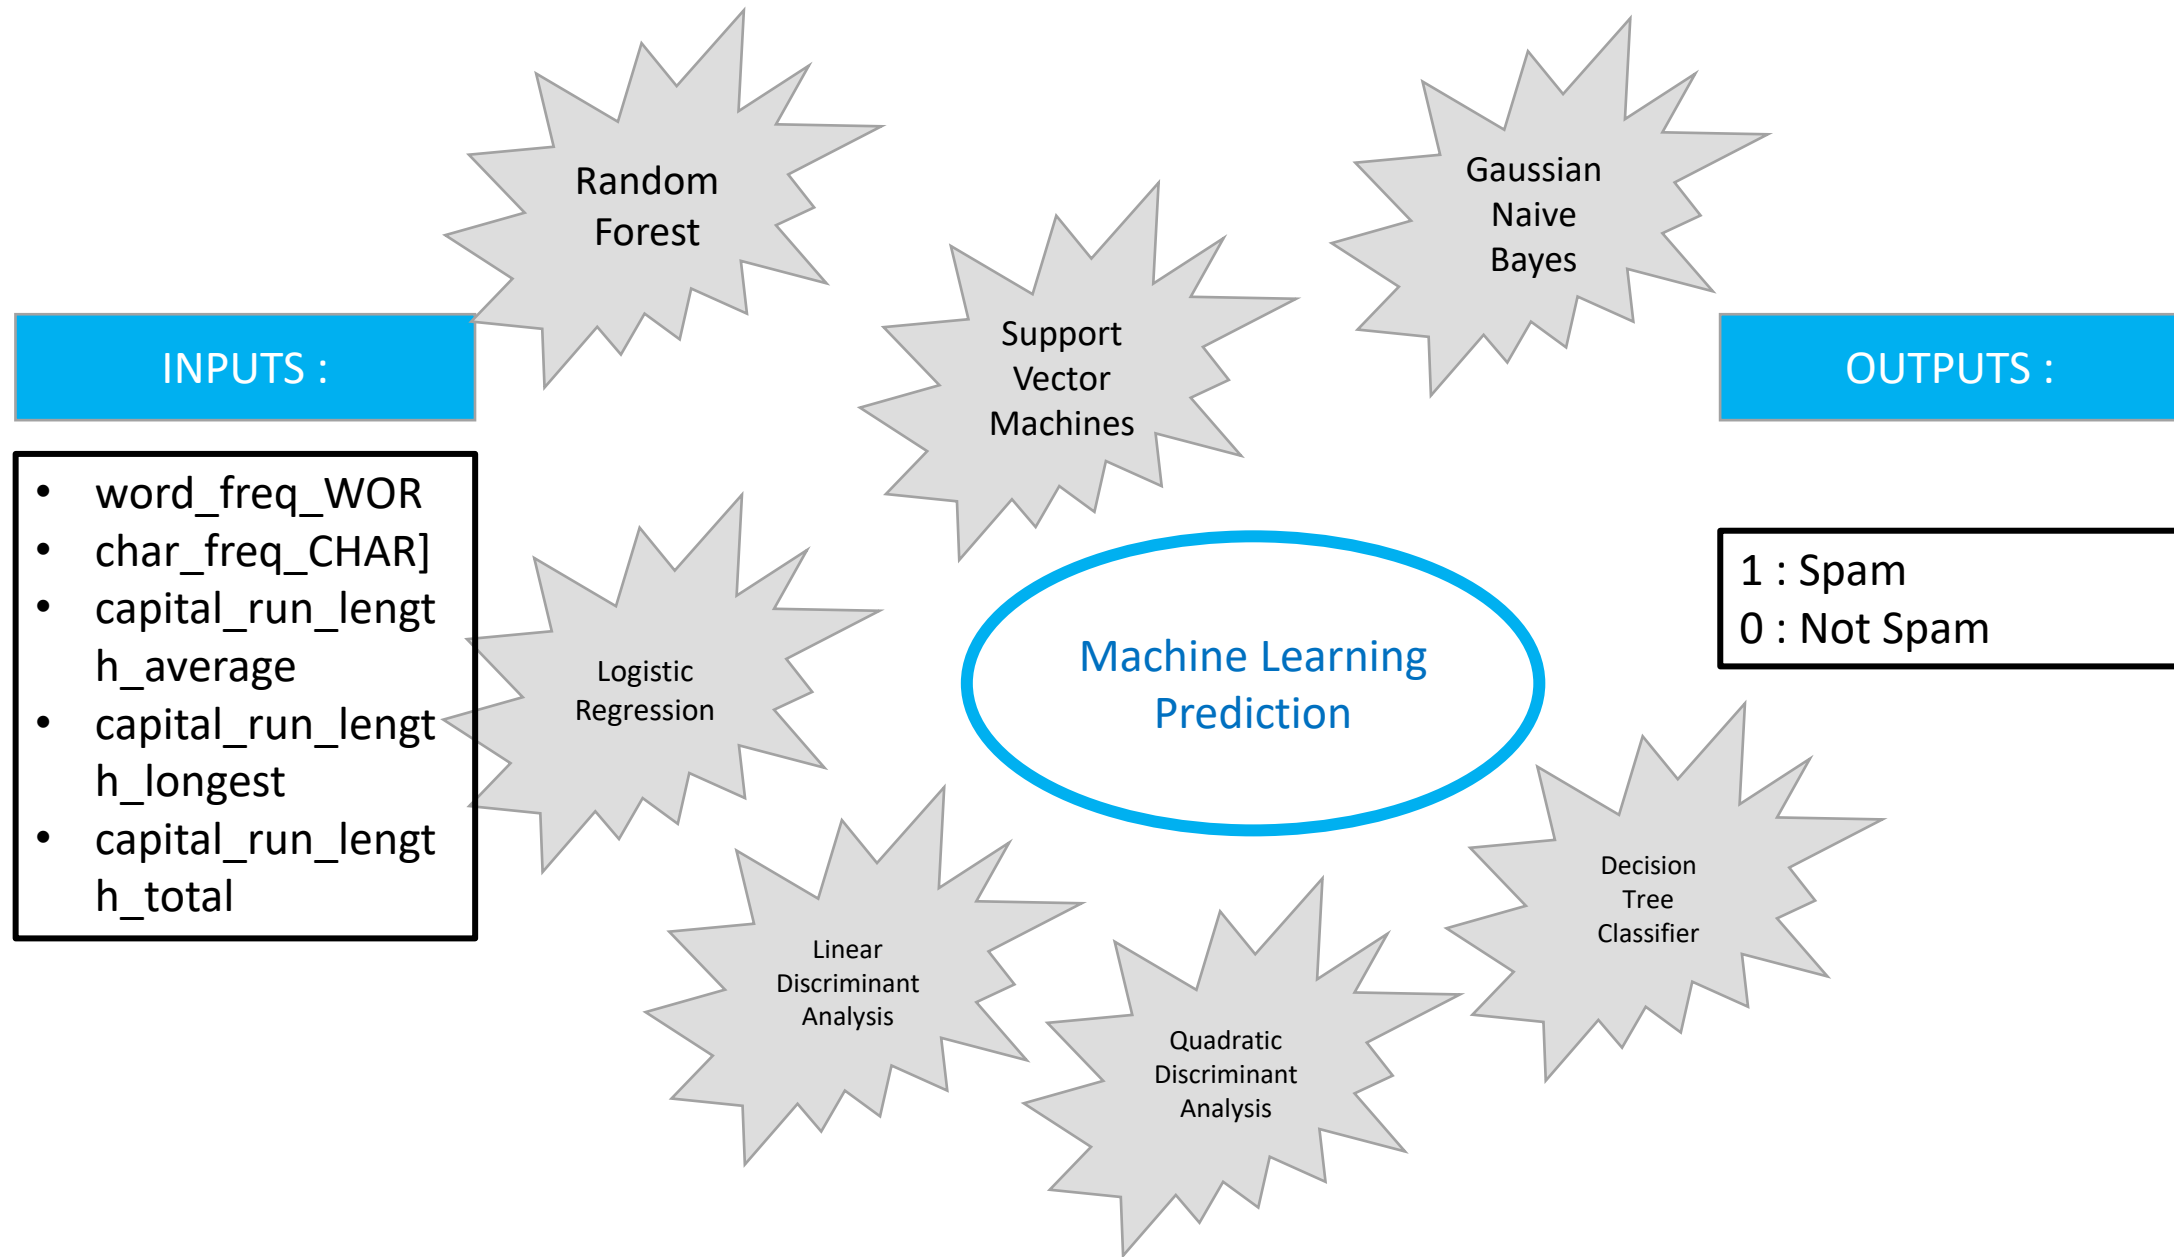 Random
Forest
Support
Vector
Machines
Gaussian
Naive
Bayes
INPUTS :
• word_freq_WOR
• char_freq_CHAR]
• capital_run_lengt
h_average
• capital_run_lengt
h_longest
• capital_run_lengt
h_total
Logistic
Regression
Machine Learning
Prediction
OUTPUTS :
1 : Spam
0 : Not Spam
Linear
Discriminant
Analysis
Quadratic
Discriminant
Analysis
Decision
Tree
Classifier